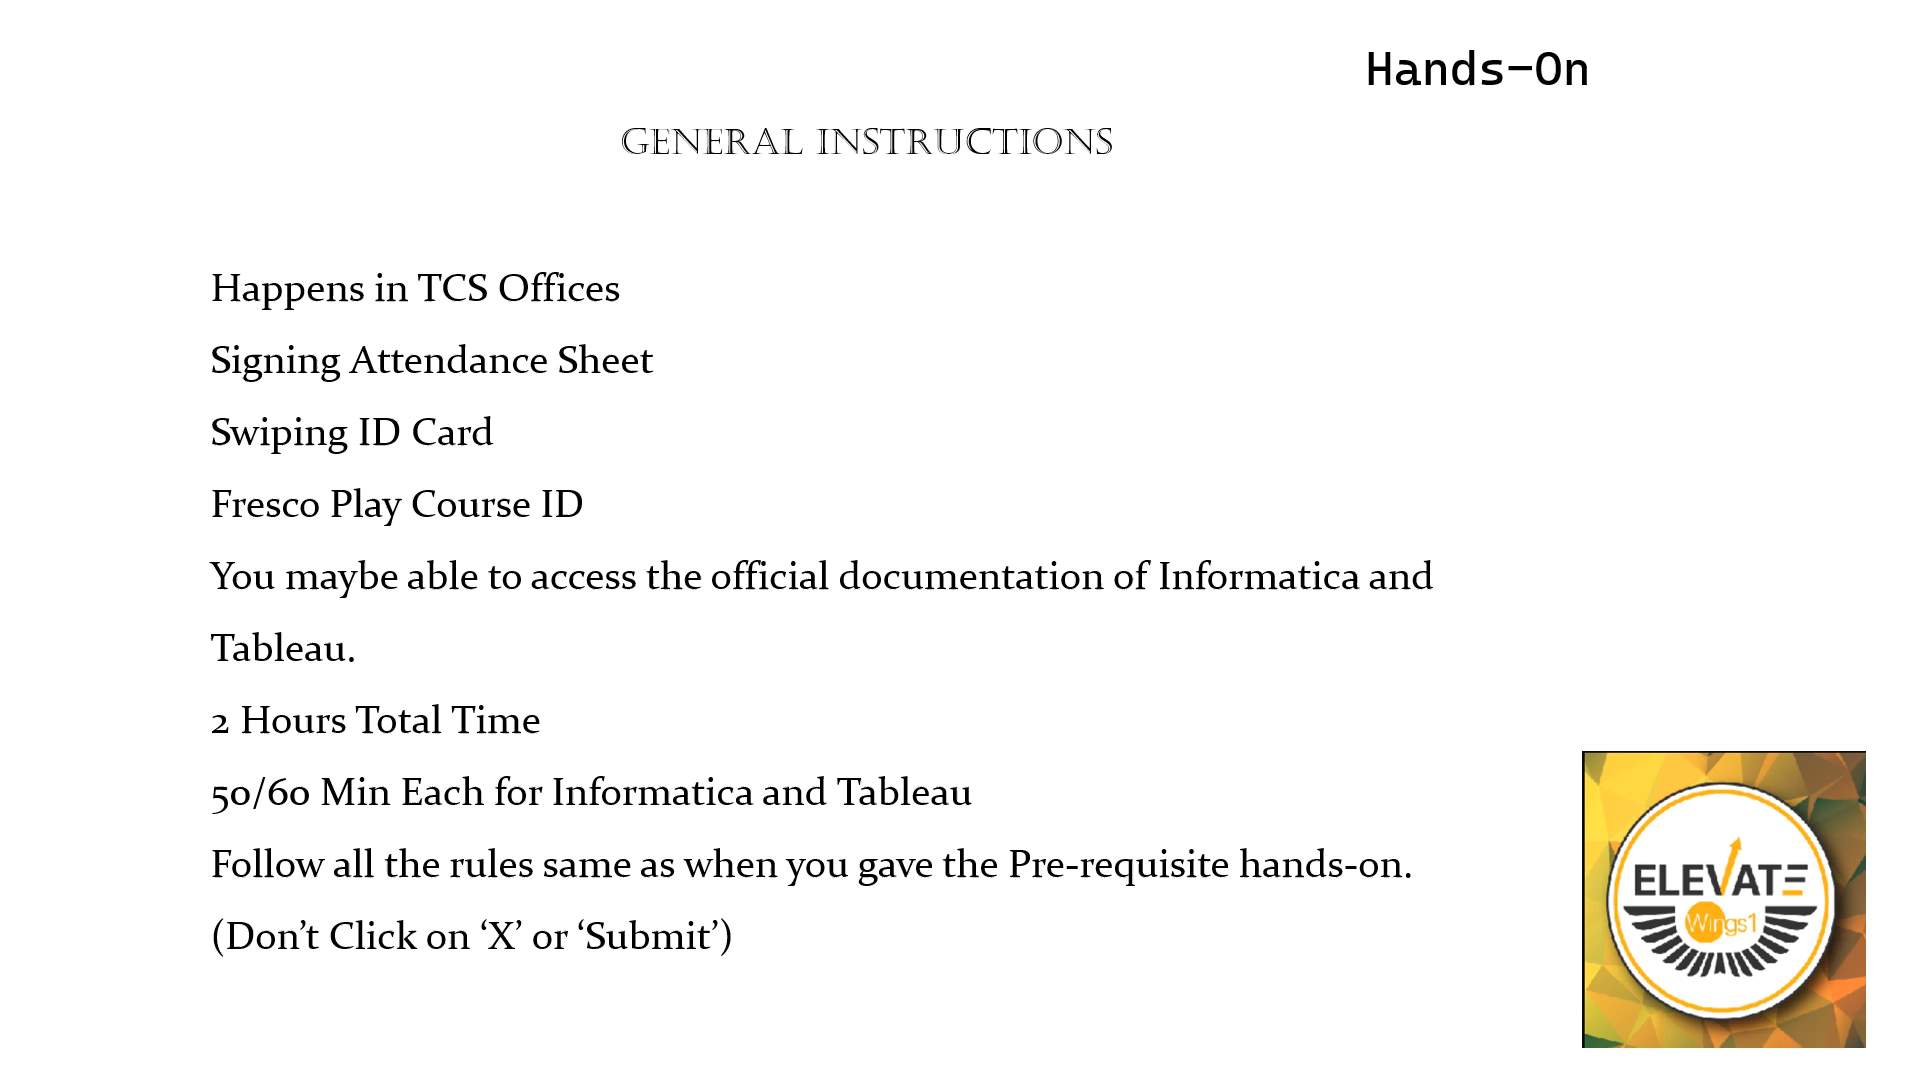 Hands-On
GENERAL INSTRUCTIONS
Happens in TCS Offices
Signing Attendance Sheet
Swiping ID Card
Fresco Play Course ID
You maybe able to access the official documentation of Informatica and
Tableau.
2 Hours Total Time
50/60 Min Each for Informatica and Tableau
Follow all the rules same as when you gave the Pre-requisite hands-on.
(Don’t Click on ‘X’ or ‘Submit’)
ELEVATE
Wings1